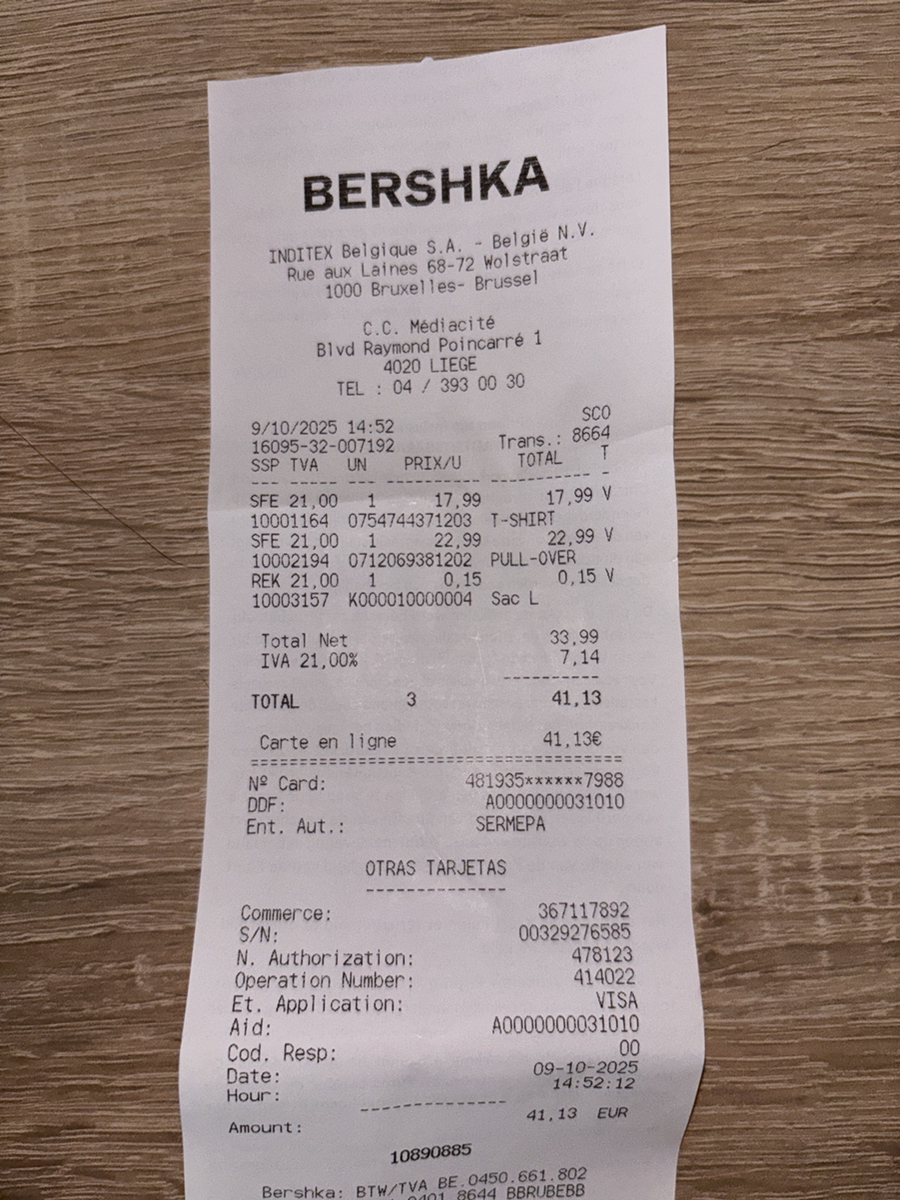 BERSHKA
INDITEX Belgique S.A. - België N.V.
Rue aux Laines 68-72 Wolstraat
1000 Bruxelles- Brussel
C.C. Médiacité
Blvd Raymond Poincarré 1
4020 LIEGE
TEL : 04 / 393 00 30
SCO
9/10/2025 14:52
16095-32-007192 Trans.: 8664
SSP TVA UN PRIX/U TOTAL T
--- ----- --- ---------- ---------- -
SFE 21,00 1 17,99 17,99 V
10001164 0754744371203 T-SHIRT
SFE 21,00 1 22,99 22,99 V
10002194 0712069381202 PULL-OVER
REK 21,00 1 0,15 0,15 V
10003157 K000010000004 Sac L
Total Net 33,99
IVA 21,00% 7,14
----------
TOTAL 3 41,13
Carte en ligne 41,13€
======================================
Nº Card: 481935******7988
DDF: A0000000031010
Ent. Aut.: SERMEPA
OTRAS TARJETAS
--------------
Commerce: 367117892
S/N: 00329276585
N. Authorization: 478123
Operation Number: 414022
Et. Application: VISA
Aid: A0000000031010
Cod. Resp: 00
Date: 09-10-2025
Hour: 14:52:12
--------------
Amount: 41,13 EUR
10890885
Bershka: BTW/TVA BE.0450.661.802
0401 8644 BBRUBEBB